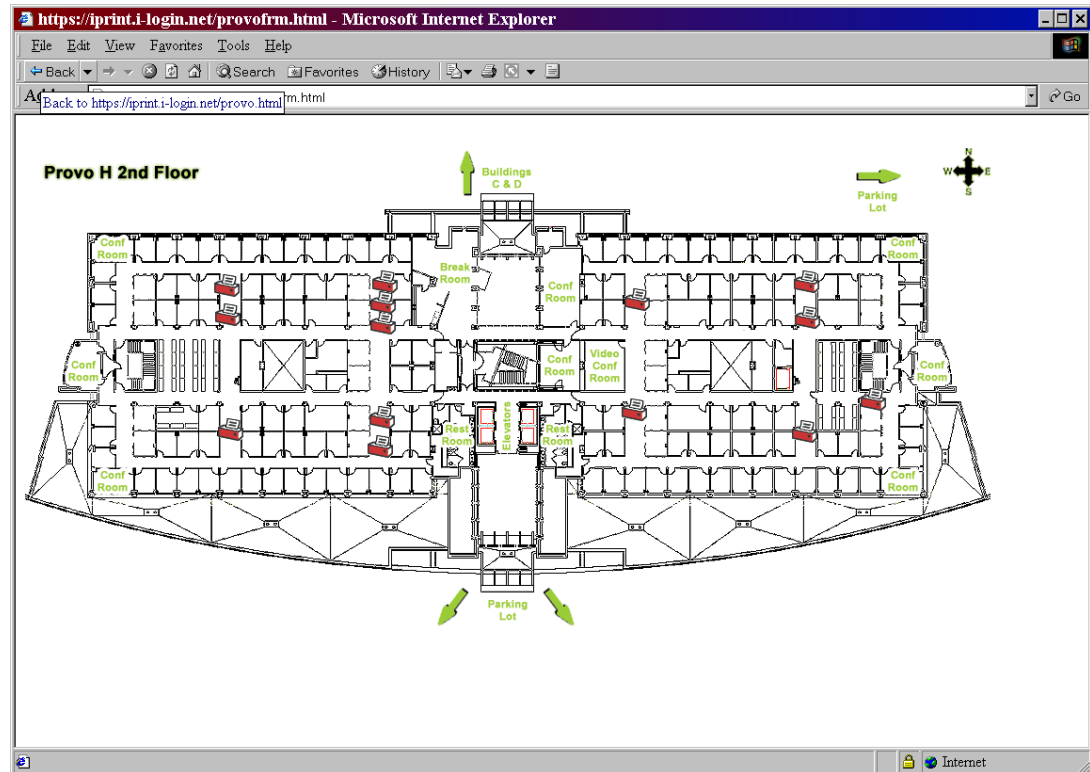 https://iprint.i-login.net/provofrm.html - Microsoft Internet Explorer
File Edit View Favorites Tools Help
Back Search Favorites History
Back to https://iprint.i-login.net/provo.html
rm.html
Go
Provo H 2nd Floor
Buildings
C & D
Parking
Lot
N
W E
S
Conf
Room
Break
Room
Conf
Room
Conf
Room
Conf
Room
Conf
Room
Video
Conf
Room
Conf
Room
Rest
Room
Elevators
Rest
Room
Conf
Room
Conf
Room
Parking
Lot
Internet